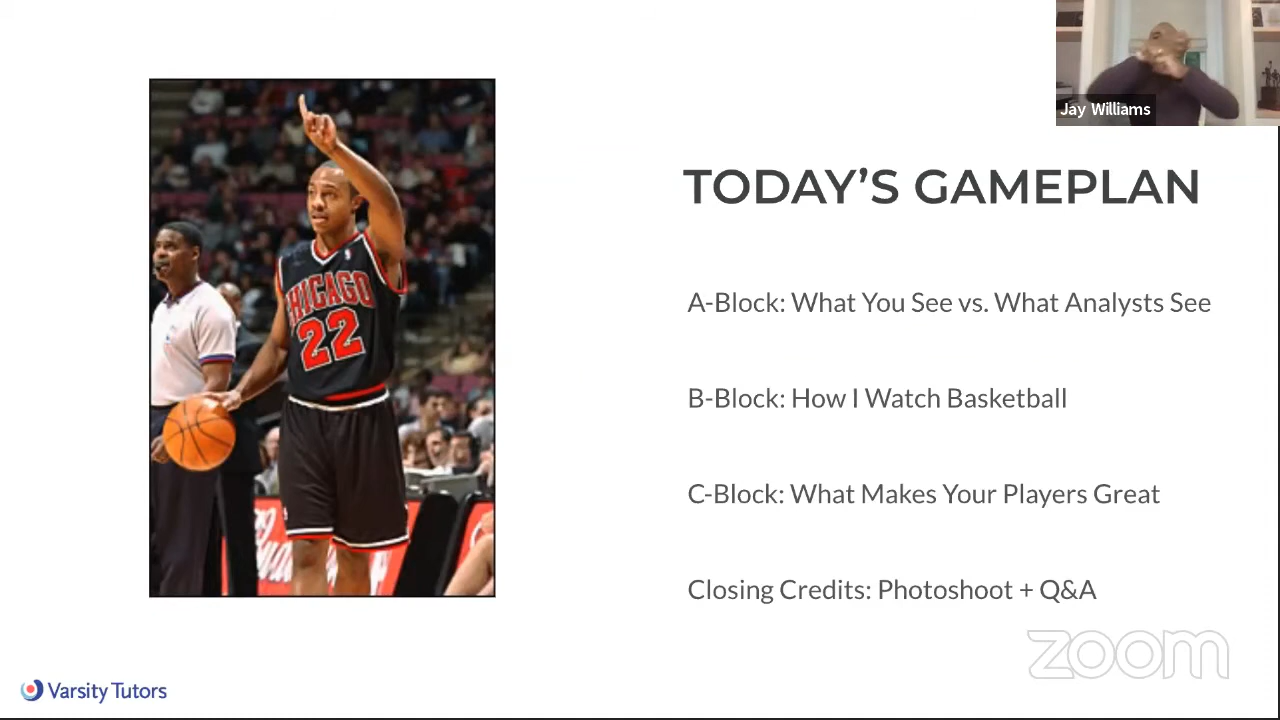 Jay Williams
TODAY'S GAMEPLAN
CHICAGO
22
A-Block: What You See vs. What Analysts See
B-Block: How I Watch Basketball
C-Block: What Makes Your Players Great
Closing Credits: Photoshoot + Q&A
zoom
Varsity Tutors